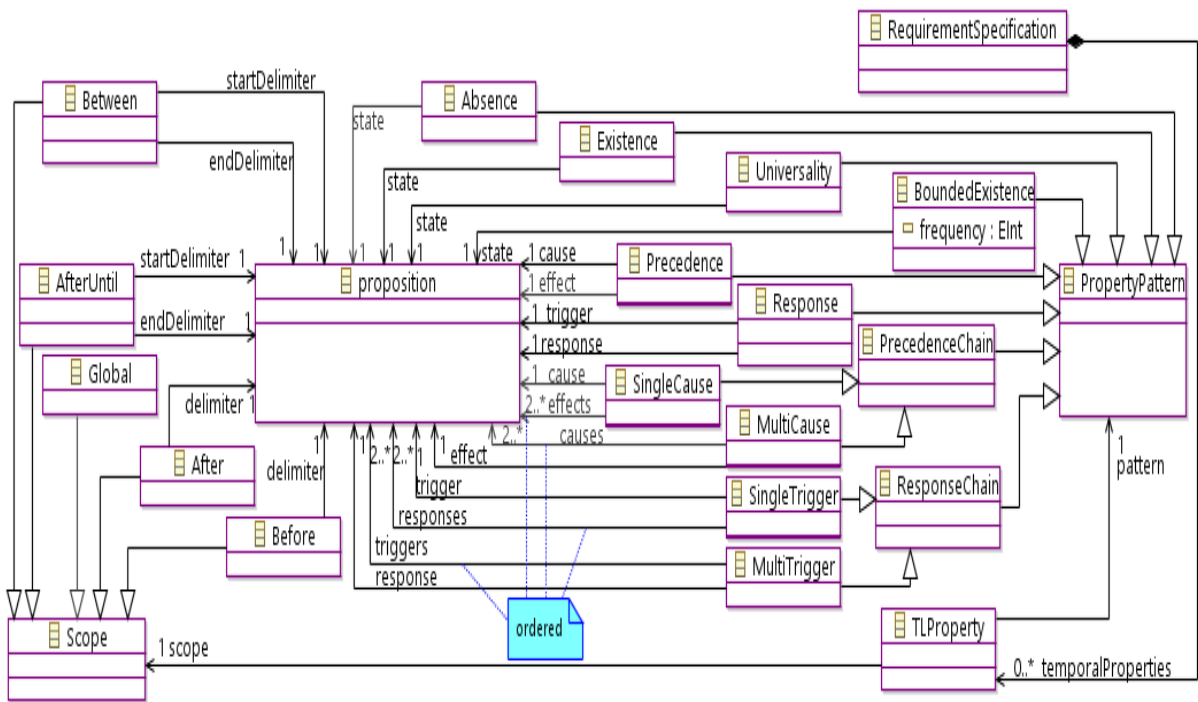 RequirementSpecification
Between
startDelimiter
endDelimiter
Absence
state
Existence
state
Universality
state
BoundedExistence
frequency : EInt
state
1
1
1
1
1
1
AfterUntil
startDelimiter 1
endDelimiter 1
proposition
1 cause
1 effect
Precedence
PropertyPattern
Response
1 trigger
1 response
PrecedenceChain
Global
1 cause
2..* effects
SingleCause
delimiter 1
2..* causes
MultiCause
1 effect
After
delimiter
1
1
2..*
2..*
1
trigger
responses
SingleTrigger
ResponseChain
1
pattern
Before
triggers
response
MultiTrigger
ordered
Scope
1 scope
TLProperty
0..* temporalProperties